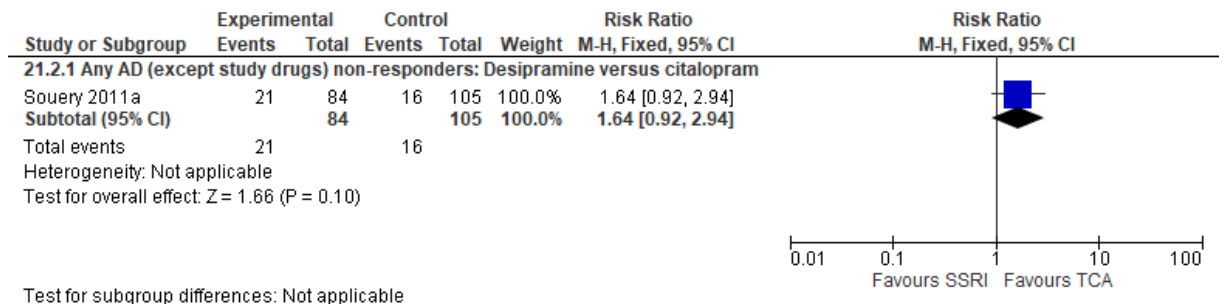 Experimental Control Risk Ratio Risk Ratio
Study or Subgroup Events Total Events Total Weight M-H, Fixed, 95% CI M-H, Fixed, 95% CI
21.2.1 Any AD (except study drugs) non-responders: Desipramine versus citalopram
Souery 2011a 21 84 16 105 100.0% 1.64 [0.92, 2.94]
Subtotal (95% CI) 84 105 100.0% 1.64 [0.92, 2.94]
Total events 21 16
Heterogeneity: Not applicable
Test for overall effect: Z = 1.66 (P = 0.10)
0.01 0.1 1 10 100
Favours SSRI Favours TCA
Test for subgroup differences: Not applicable